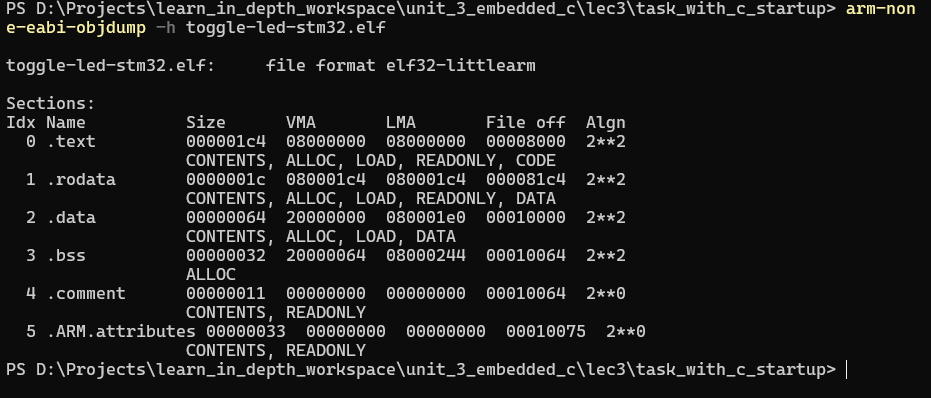 PS D:\Projects\learn_in_depth_workspace\unit_3_embedded_c\lec3\task_with_c_startup> arm-non
e-eabi-objdump -h toggle-led-stm32.elf
toggle-led-stm32.elf:     file format elf32-littlearm
Sections:
Idx Name          Size      VMA       LMA       File off  Algn
  0 .text         000001c4  08000000  08000000  00008000  2**2
                  CONTENTS, ALLOC, LOAD, READONLY, CODE
  1 .rodata       0000001c  080001c4  080001c4  000081c4  2**2
                  CONTENTS, ALLOC, LOAD, READONLY, DATA
  2 .data         00000064  20000000  080001e0  00010000  2**2
                  CONTENTS, ALLOC, LOAD, DATA
  3 .bss          00000032  20000064  08000244  00010064  2**2
                  ALLOC
  4 .comment      00000011  00000000  00000000  00010064  2**0
                  CONTENTS, READONLY
  5 .ARM.attributes 00000033  00000000  00000000  00010075  2**0
                  CONTENTS, READONLY
PS D:\Projects\learn_in_depth_workspace\unit_3_embedded_c\lec3\task_with_c_startup>